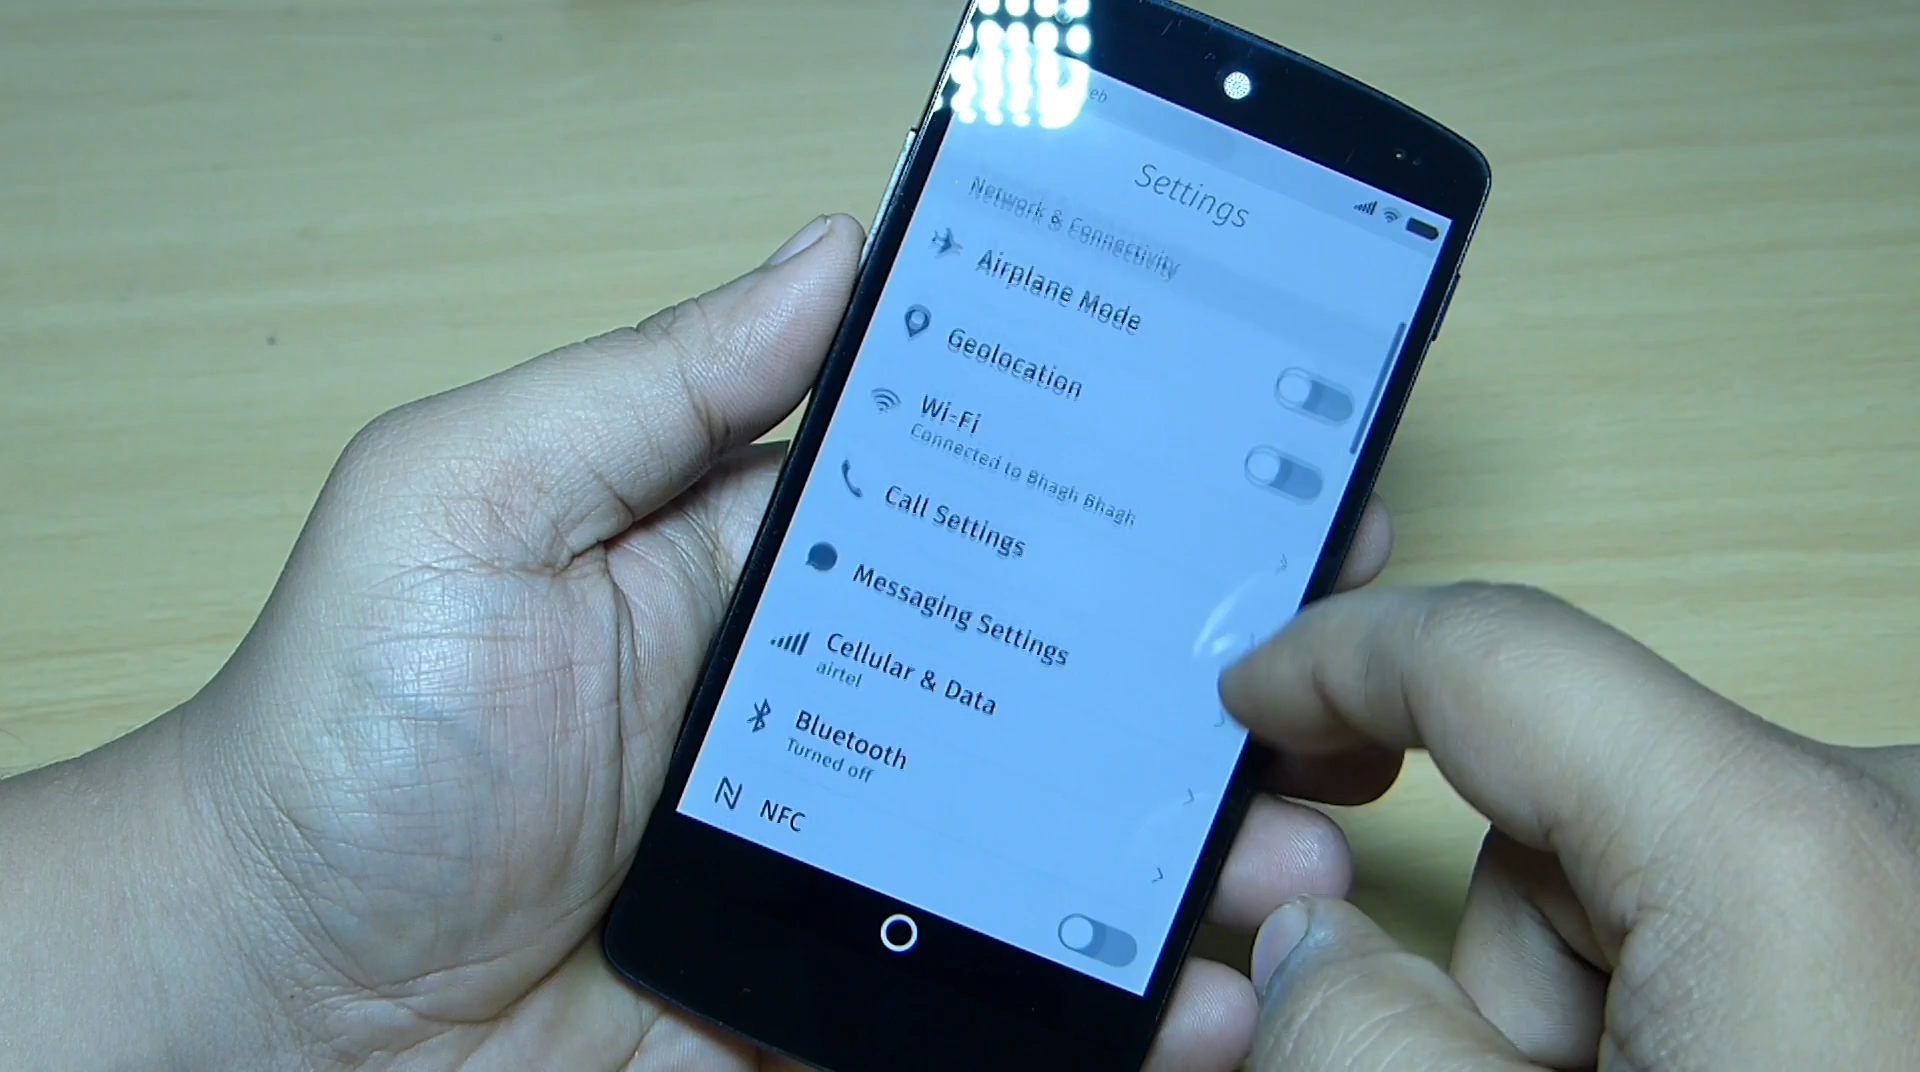 Settings
Network & Connectivity
Airplane Mode
Geolocation
Wi-Fi
Connected to Bhagh Bhagh
Call Settings
Messaging Settings
Cellular & Data
airtel
Bluetooth
Turned off
NFC